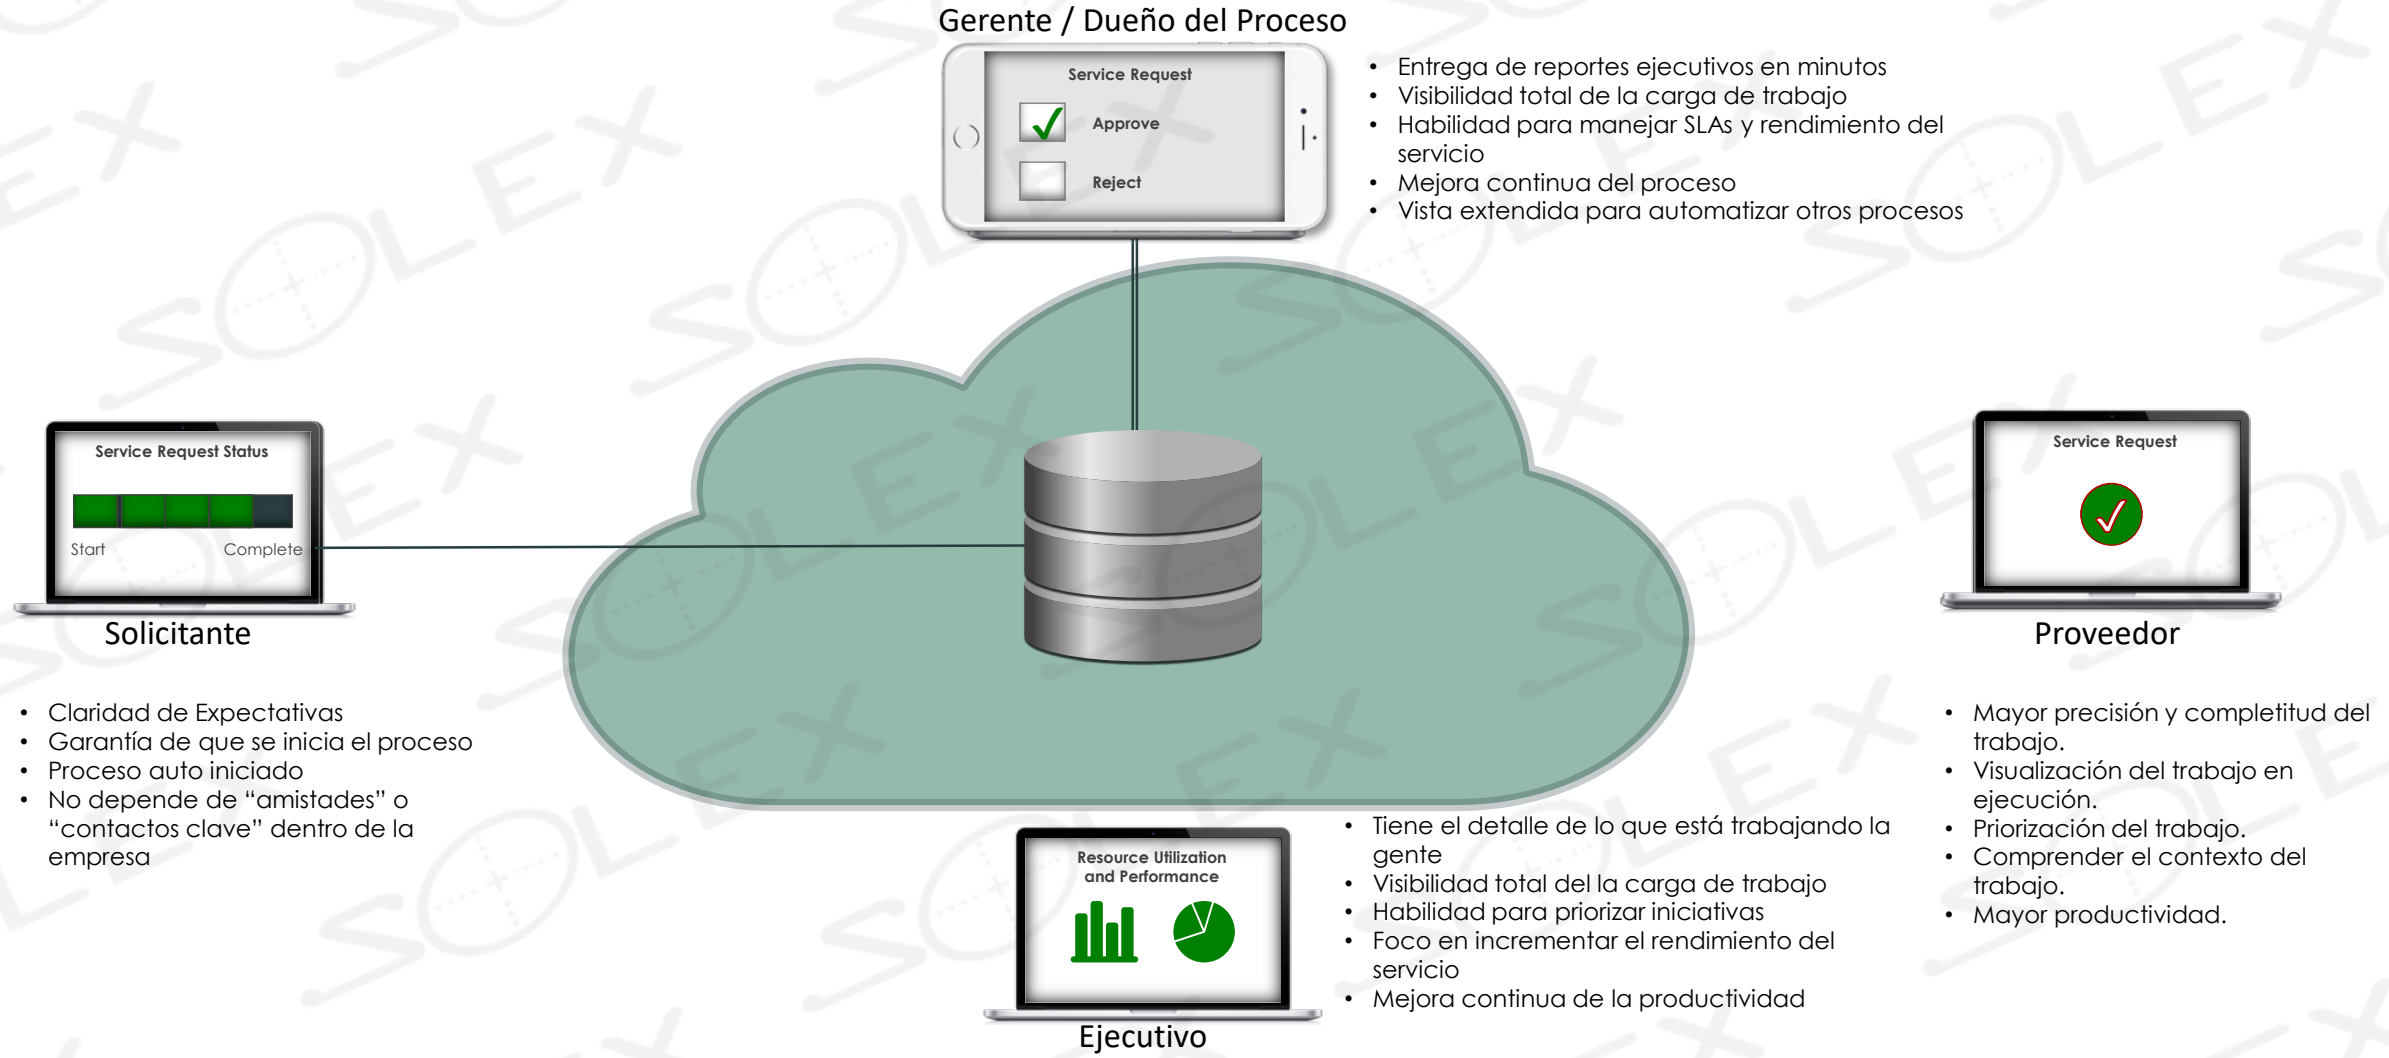 Gerente / Dueño del Proceso
Service Request
Approve
Reject
• Entrega de reportes ejecutivos en minutos
• Visibilidad total de la carga de trabajo
• Habilidad para manejar SLAs y rendimiento del
servicio
• Mejora continua del proceso
• Vista extendida para automatizar otros procesos
Service Request Status
Start Complete
Solicitante
• Claridad de Expectativas
• Garantía de que se inicia el proceso
• Proceso auto iniciado
• No depende de “amistades” o
“contactos clave” dentro de la
empresa
Service Request
Proveedor
• Mayor precisión y completitud del
trabajo.
• Visualización del trabajo en
ejecución.
• Priorización del trabajo.
• Comprender el contexto del
trabajo.
• Mayor productividad.
Resource Utilization
and Performance
Ejecutivo
• Tiene el detalle de lo que está trabajando la
gente
• Visibilidad total del la carga de trabajo
• Habilidad para priorizar iniciativas
• Foco en incrementar el rendimiento del
servicio
• Mejora continua de la productividad
SOLEX